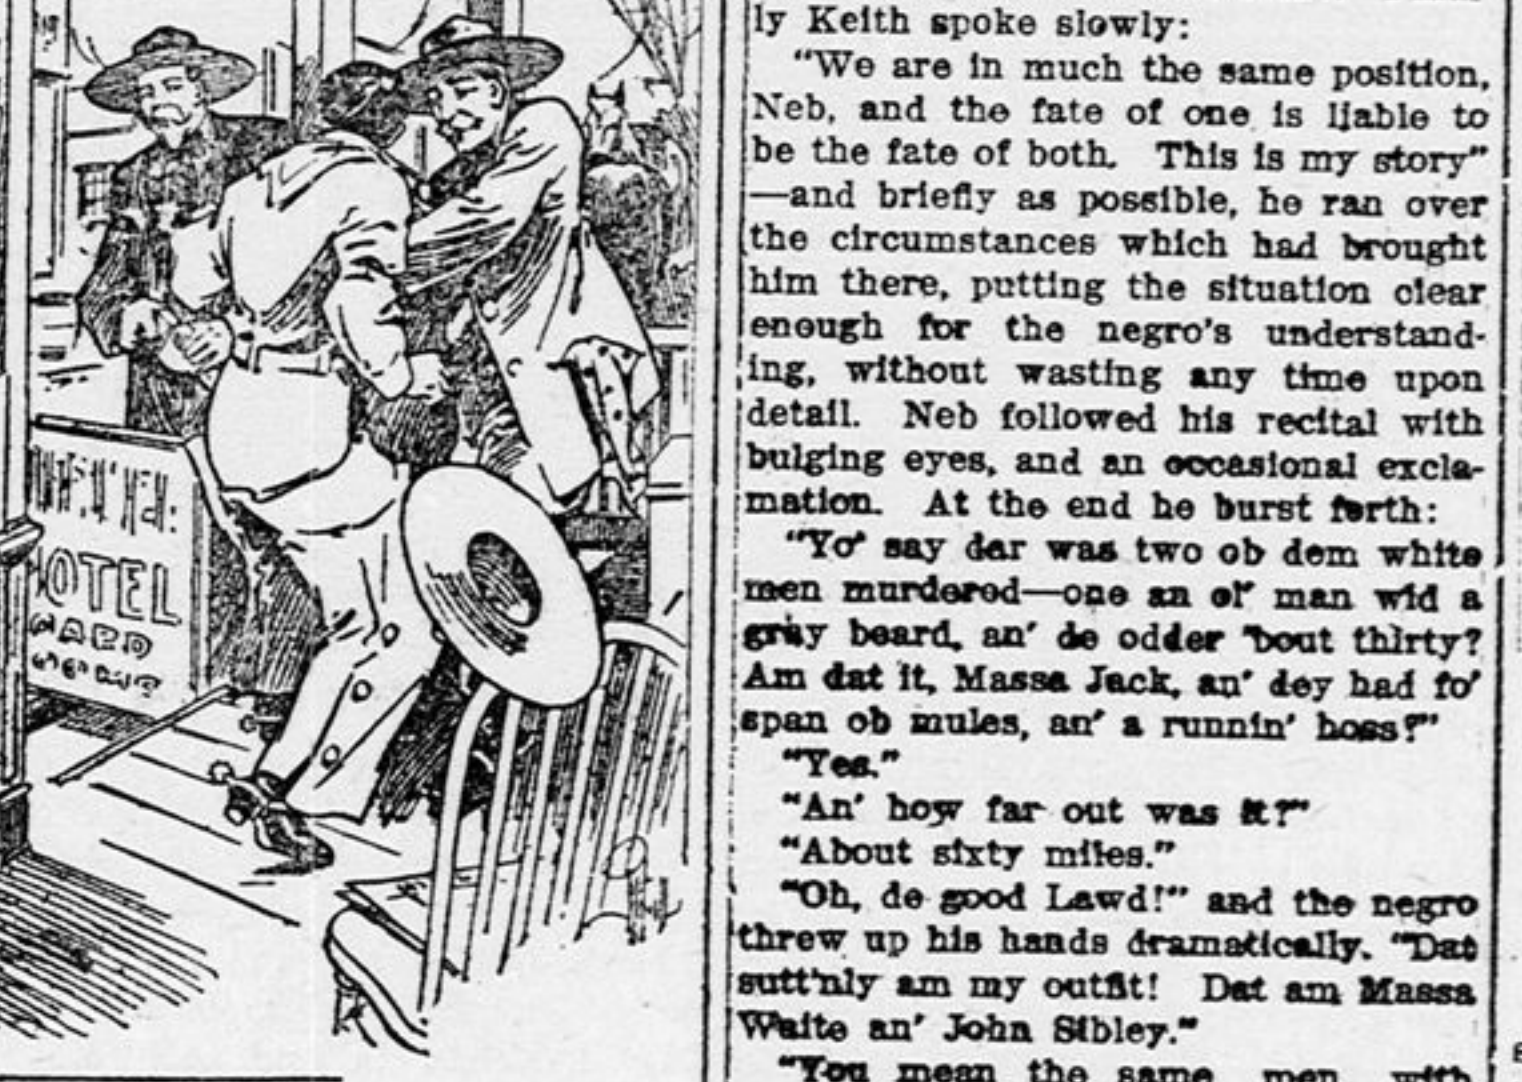 OTEL
ly Keith spoke slowly:
"We are in much the same position,
Neb, and the fate of one is liable to
be the fate of both. This is my story"
—and briefly as possible, he ran over
the circumstances which had brought
him there, putting the situation clear
enough for the negro's understand-
ing, without wasting any time upon
detail. Neb followed his recital with
bulging eyes, and an occasional excla-
mation. At the end he burst forth:
"Yo' say dar was two ob dem white
men murdered—one an ol' man wid a
gray beard, an' de odder 'bout thirty?
Am dat it, Massa Jack, an' dey had fo'
span ob mules, an' a runnin' hoss?"
"Yes."
"An' how far out was it?"
"About sixty miles."
"Oh, de good Lawd!" and the negro
threw up his hands dramatically. "Dat
sutt'nly am my outfit! Dat am Massa
Waite an' John Sibley."
"You mean the same men with